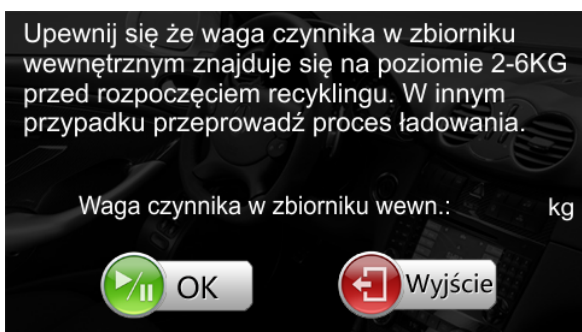 Upewnij się że waga czynnika w zbiorniku
wewnętrznym znajduje się na poziomie 2-6KG
przed rozpoczęciem recyklingu. W innym
przypadku przeprowadź proces ładowania.
Waga czynnika w zbiorniku wewn.: kg
OK Wyjście